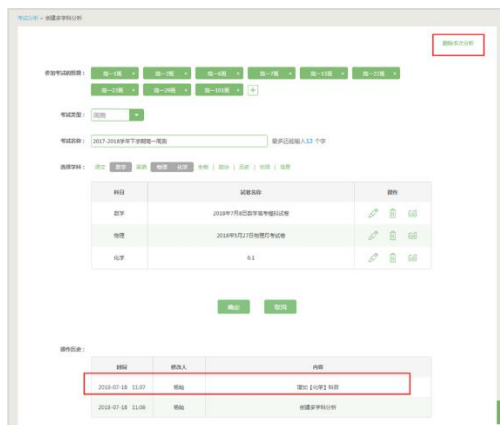 考试分析 > 创建多学科分析
删除本次分析
参加考试的班级： 高一1班 高一2班 高一6班 高一7班 高一13班 高一22班
高一23班 高一29班 高一101班 +
考试类型： 周测
考试名称： 2017-2018学年下学期高一周测 最多还能输入13 个字
选择学科： 语文 数学 英语 物理 化学 生物 | 政治 | 历史 | 地理 | 信息
科目 试卷名称 操作
数学 2018年7月8日数学高考模拟试卷
物理 2018年5月27日物理月考试卷
化学 6.1
确定 取消
操作历史：
时间 修改人 内容
2018-07-18 11:07 增加【化学】科目
2018-07-18 11:06 创建多学科分析